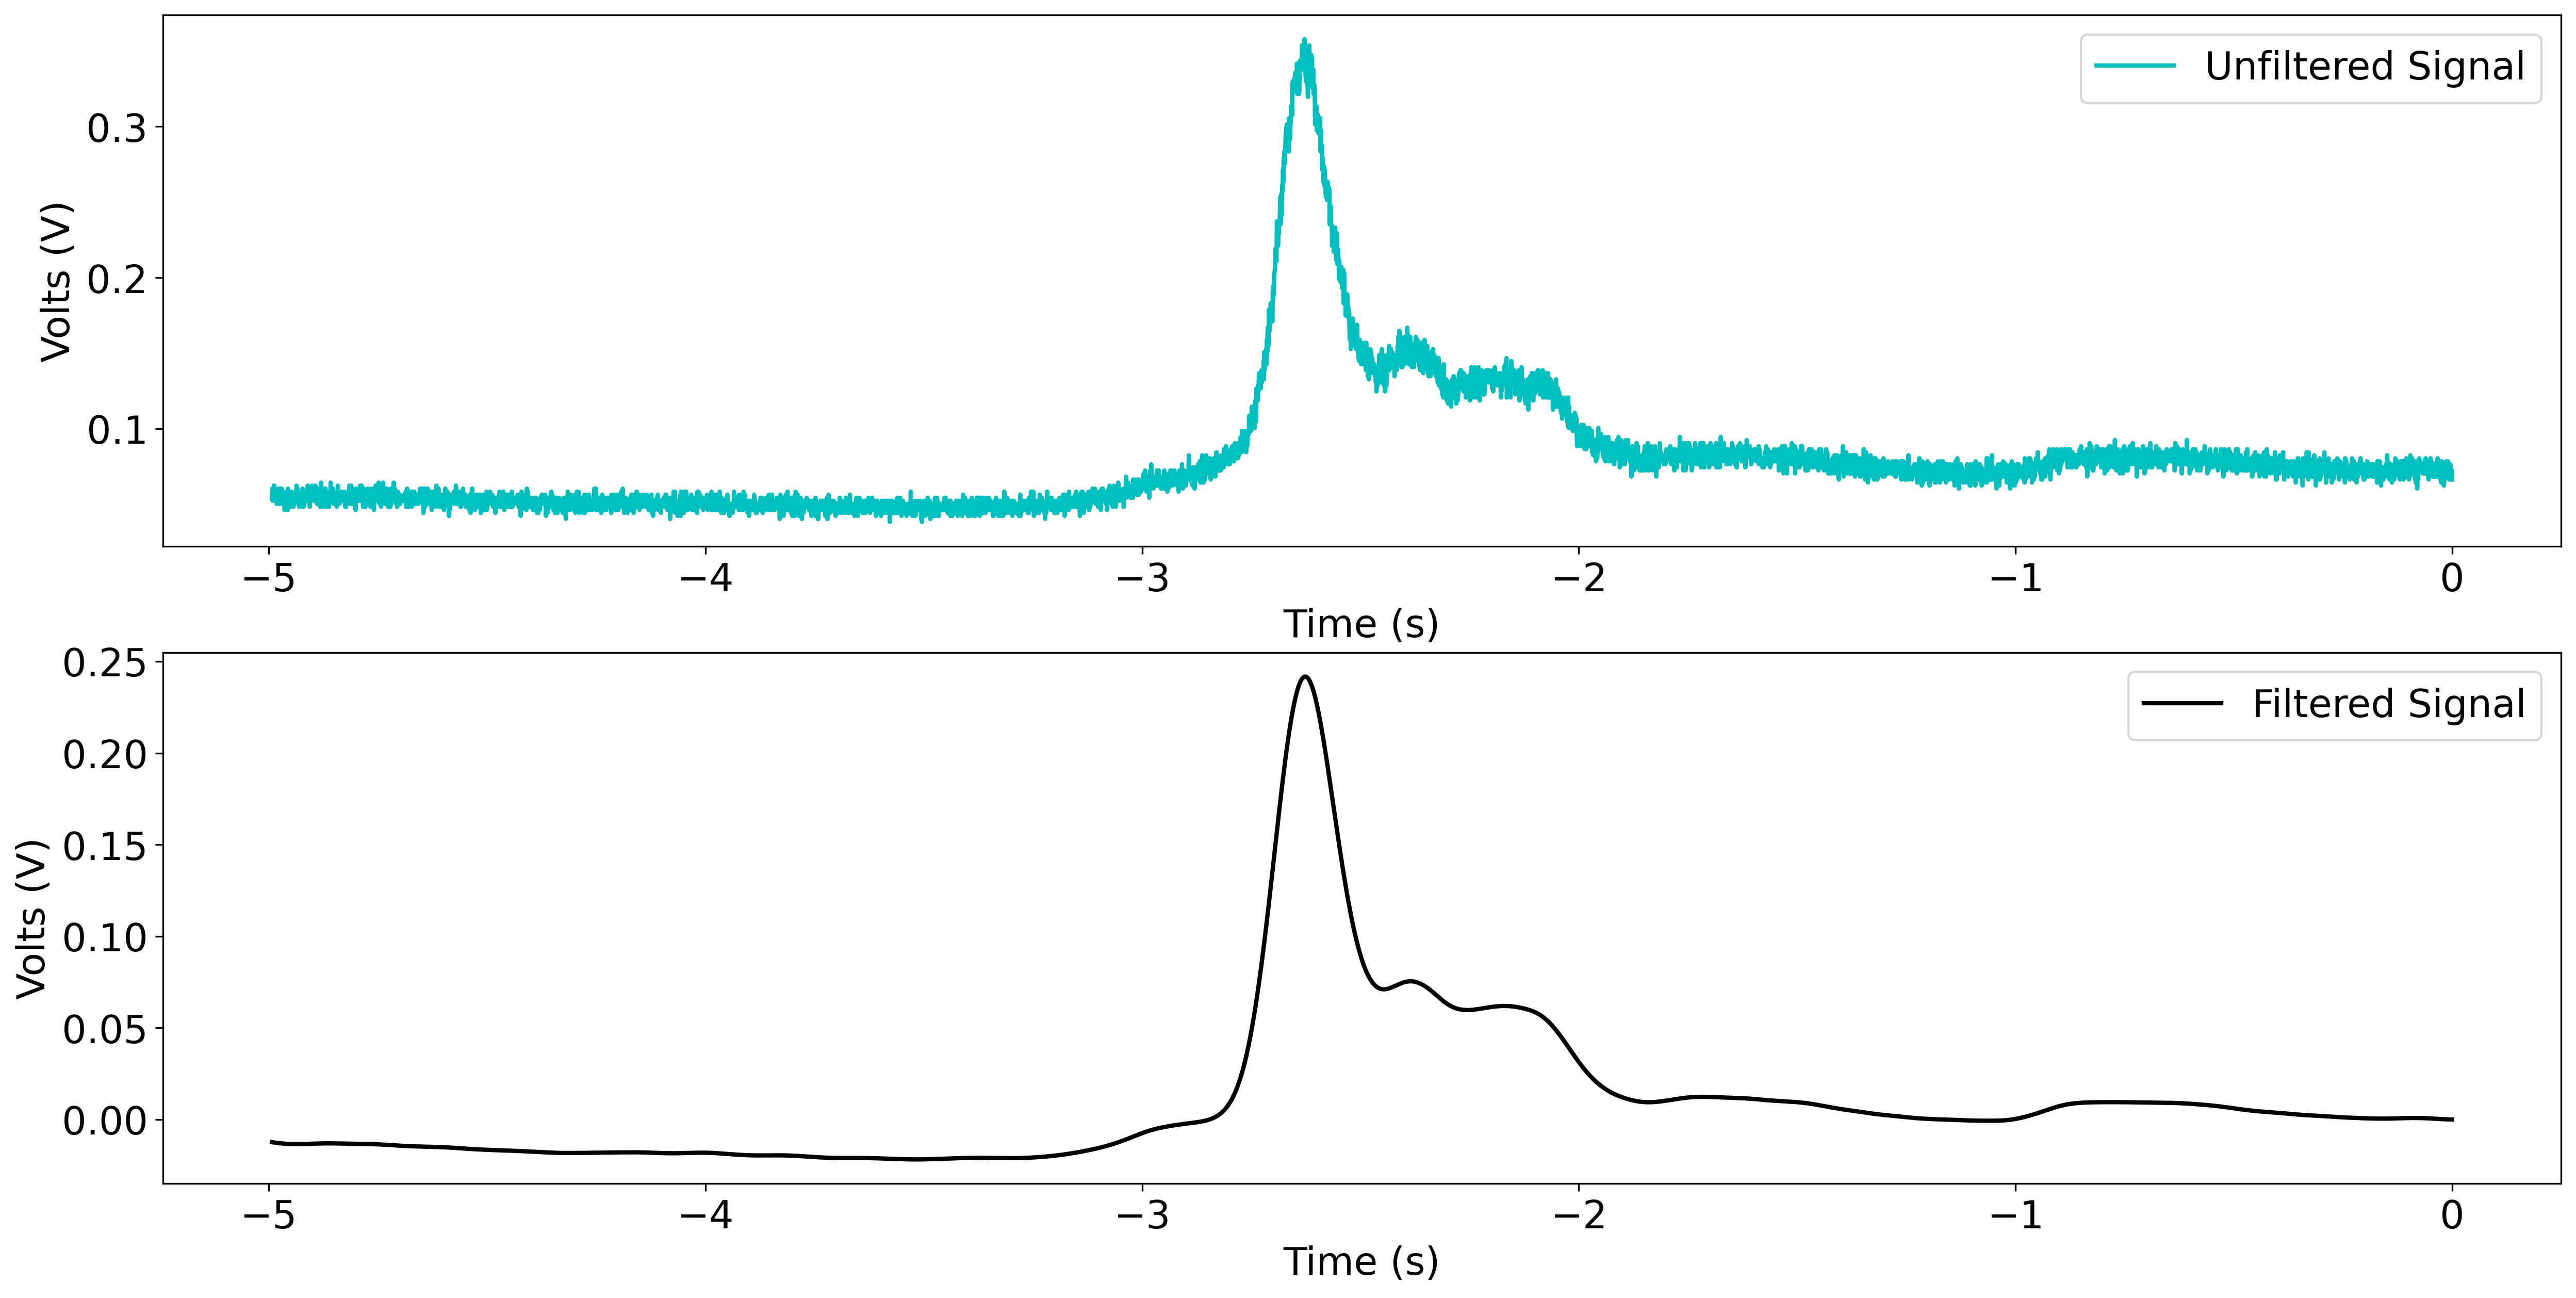 Unfiltered Signal
Volts (V)
0.3
0.2
0.1
−5 −4 −3 −2 −1 0
Time (s)
Filtered Signal
Volts (V)
0.25
0.20
0.15
0.10
0.05
0.00
−5 −4 −3 −2 −1 0
Time (s)